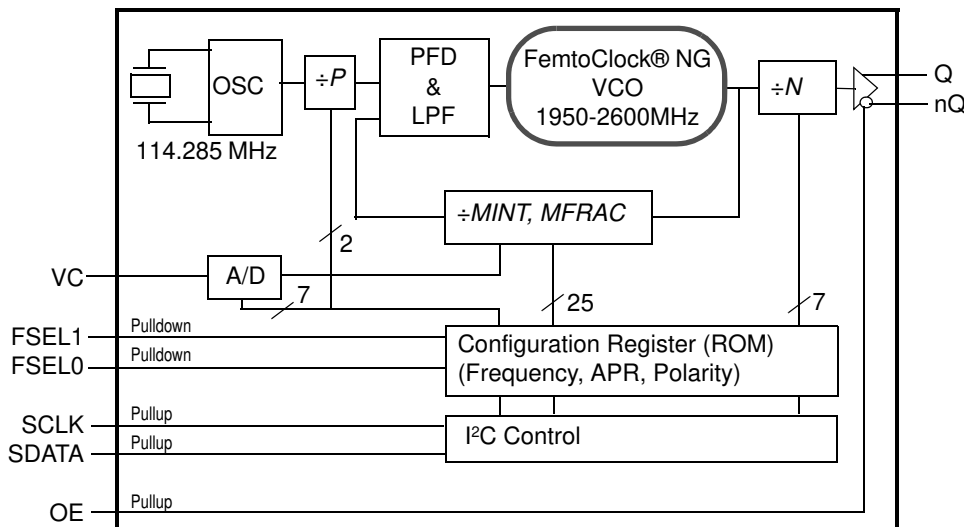 OSC
÷P
PFD
&
LPF
FemtoClock® NG
VCO
1950-2600MHz
÷N
Q
nQ
114.285 MHz
÷MINT, MFRAC
2
VC
A/D
7
25
7
FSEL1
Pulldown
FSEL0
Pulldown
Configuration Register (ROM)
(Frequency, APR, Polarity)
SCLK
Pullup
SDATA
Pullup
I²C Control
OE
Pullup